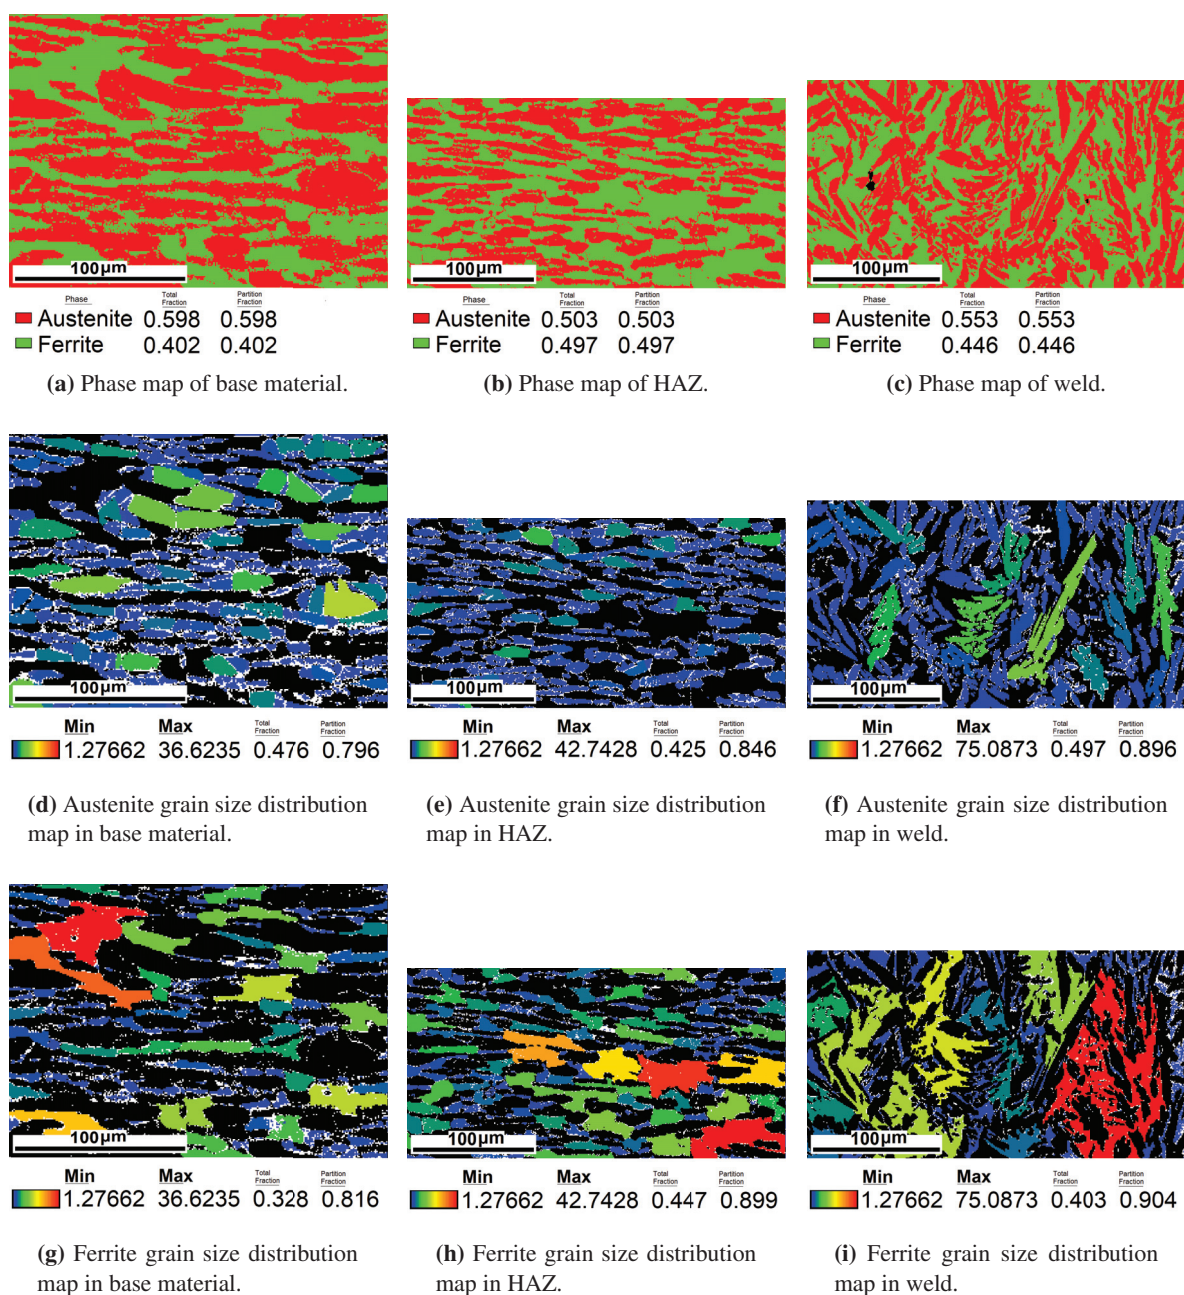 100µm
100µm
100µm
Phase Total Fraction Partition Fraction
Austenite 0.598 0.598
Ferrite 0.402 0.402
Phase Total Fraction Partition Fraction
Austenite 0.503 0.503
Ferrite 0.497 0.497
Phase Total Fraction Partition Fraction
Austenite 0.553 0.553
Ferrite 0.446 0.446
(a) Phase map of base material.
(b) Phase map of HAZ.
(c) Phase map of weld.
100µm
100µm
100µm
Min Max Total Fraction Partition Fraction
1.27662 36.6235 0.476 0.796
Min Max Total Fraction Partition Fraction
1.27662 42.7428 0.425 0.846
Min Max Total Fraction Partition Fraction
1.27662 75.0873 0.497 0.896
(d) Austenite grain size distribution
map in base material.
(e) Austenite grain size distribution
map in HAZ.
(f) Austenite grain size distribution
map in weld.
100µm
100µm
100µm
Min Max Total Fraction Partition Fraction
1.27662 36.6235 0.328 0.816
Min Max Total Fraction Partition Fraction
1.27662 42.7428 0.447 0.899
Min Max Total Fraction Partition Fraction
1.27662 75.0873 0.403 0.904
(g) Ferrite grain size distribution
map in base material.
(h) Ferrite grain size distribution
map in HAZ.
(i) Ferrite grain size distribution
map in weld.